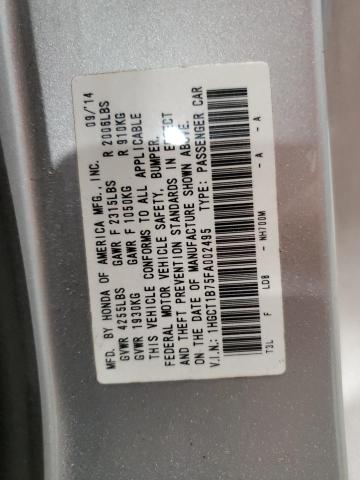 MFD. BY HONDA OF AMERICA MFG., INC. 09/'14
GVWR 4255LBS GAWR F 2315LBS R 2006LBS
GVWR 1930KG GAWR F 1050KG R 910KG
THIS VEHICLE CONFORMS TO ALL APPLICABLE
FEDERAL MOTOR VEHICLE SAFETY, BUMPER,
AND THEFT PREVENTION STANDARDS IN EFFECT
ON THE DATE OF MANUFACTURE SHOWN ABOVE.
V.I.N.: 1HGCT1B75FA002495 TYPE: PASSENGER CAR
T3L F LDB - NH700M - A - A